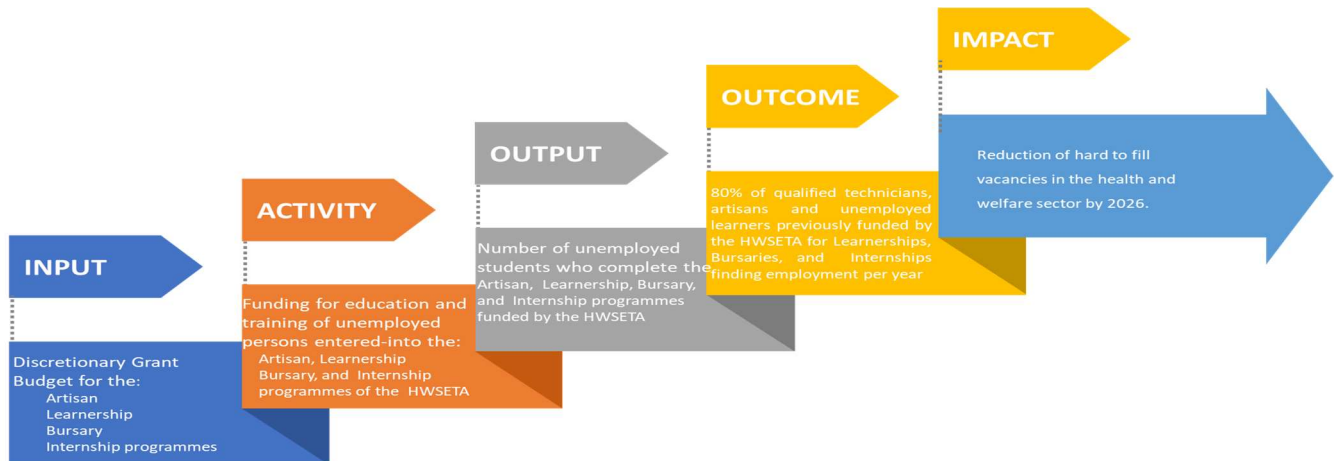 INPUT
Discretionary Grant
Budget for the:
Artisan
Learnership
Bursary
Internship programmes
ACTIVITY
Funding for education and
training of unemployed
persons entered-into the:
Artisan, Learnership
Bursary, and Internship
programmes of the HWSETA
OUTPUT
Number of unemployed
students who complete the
Artisan, Learnership, Bursary,
and Internship programmes
funded by the HWSETA
OUTCOME
80% of qualified technicians,
artisans and unemployed
learners previously funded by
the HWSETA for Learnerships,
Bursaries, and Internships
finding employment per year
IMPACT
Reduction of hard to fill
vacancies in the health and
welfare sector by 2026.